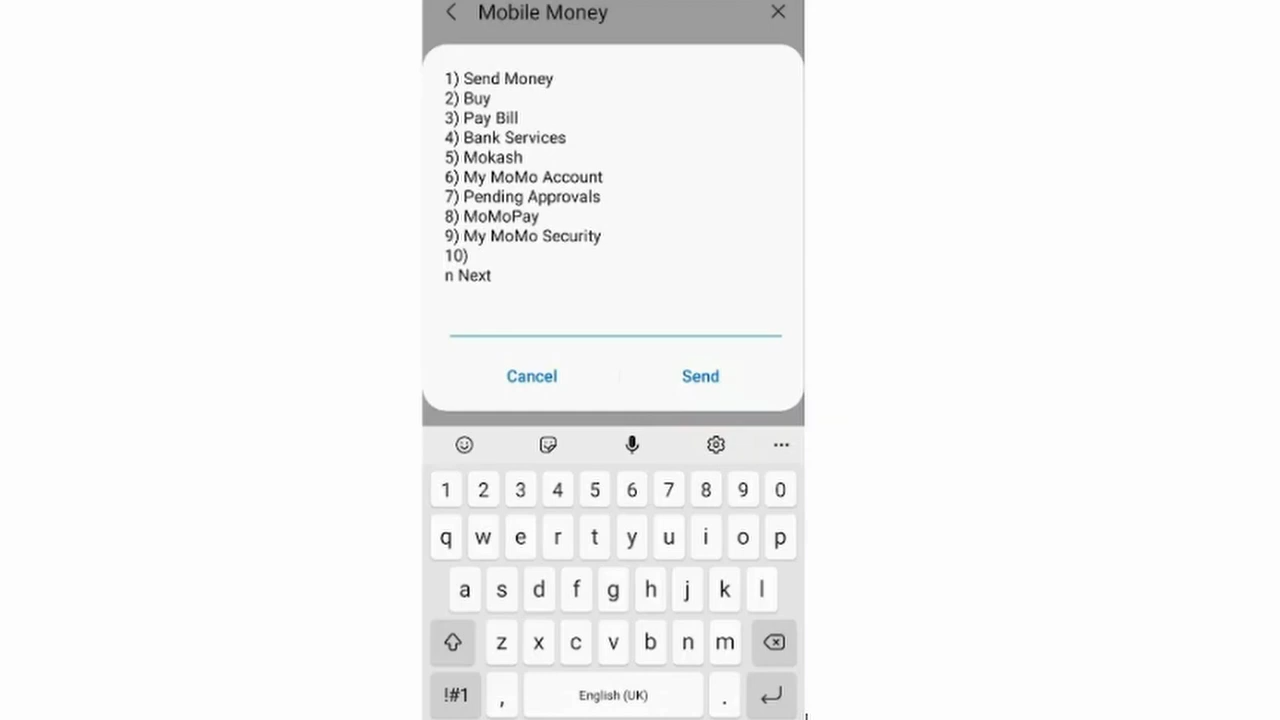 Mobile Money
1) Send Money
2) Buy
3) Pay Bill
4) Bank Services
5) Mokash
6) My MoMo Account
7) Pending Approvals
8) MoMoPay
9) My MoMo Security
10)
n Next
Cancel Send
1 2 3 4 5 6 7 8 9 0
q w e r t y u i o p
a s d f g h j k l
z x c v b n m
!#1 , English (UK) .